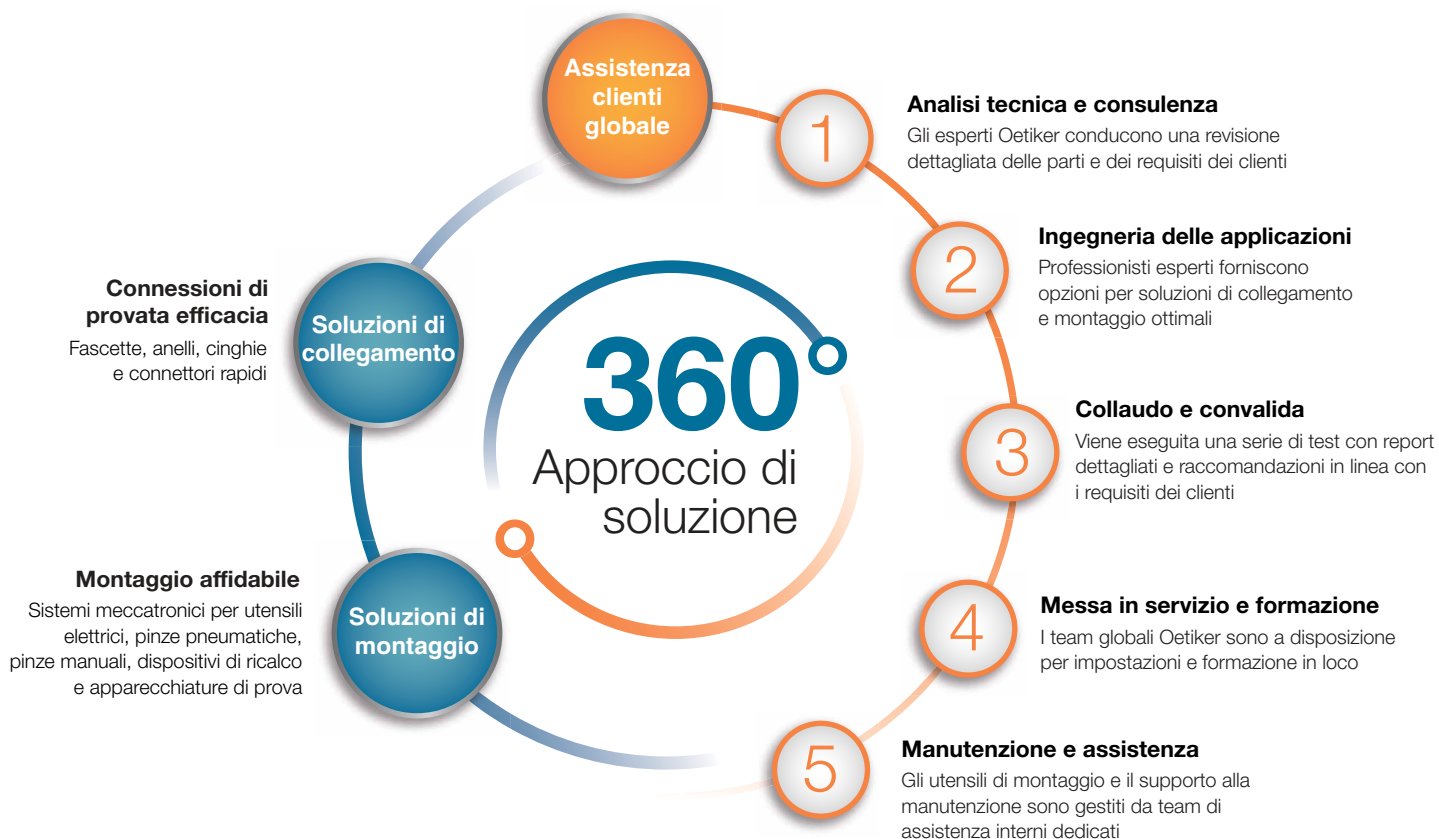 Assistenza
clienti
globale
1
Analisi tecnica e consulenza
Gli esperti Oetiker conducono una revisione
dettagliata delle parti e dei requisiti dei clienti
2
Ingegneria delle applicazioni
Professionisti esperti forniscono
opzioni per soluzioni di collegamento
e montaggio ottimali
3
Collaudo e convalida
Viene eseguita una serie di test con report
dettagliati e raccomandazioni in linea con
i requisiti dei clienti
4
Messa in servizio e formazione
I team globali Oetiker sono a disposizione
per impostazioni e formazione in loco
5
Manutenzione e assistenza
Gli utensili di montaggio e il supporto alla
manutenzione sono gestiti da team di
assistenza interni dedicati
Connessioni di
provata efficacia
Fascette, anelli, cinghie
e connettori rapidi
Soluzioni di
collegamento
Montaggio affidabile
Sistemi meccatronici per utensili
elettrici, pinze pneumatiche,
pinze manuali, dispositivi di ricalco
e apparecchiature di prova
Soluzioni di
montaggio
360°
Approccio di
soluzione